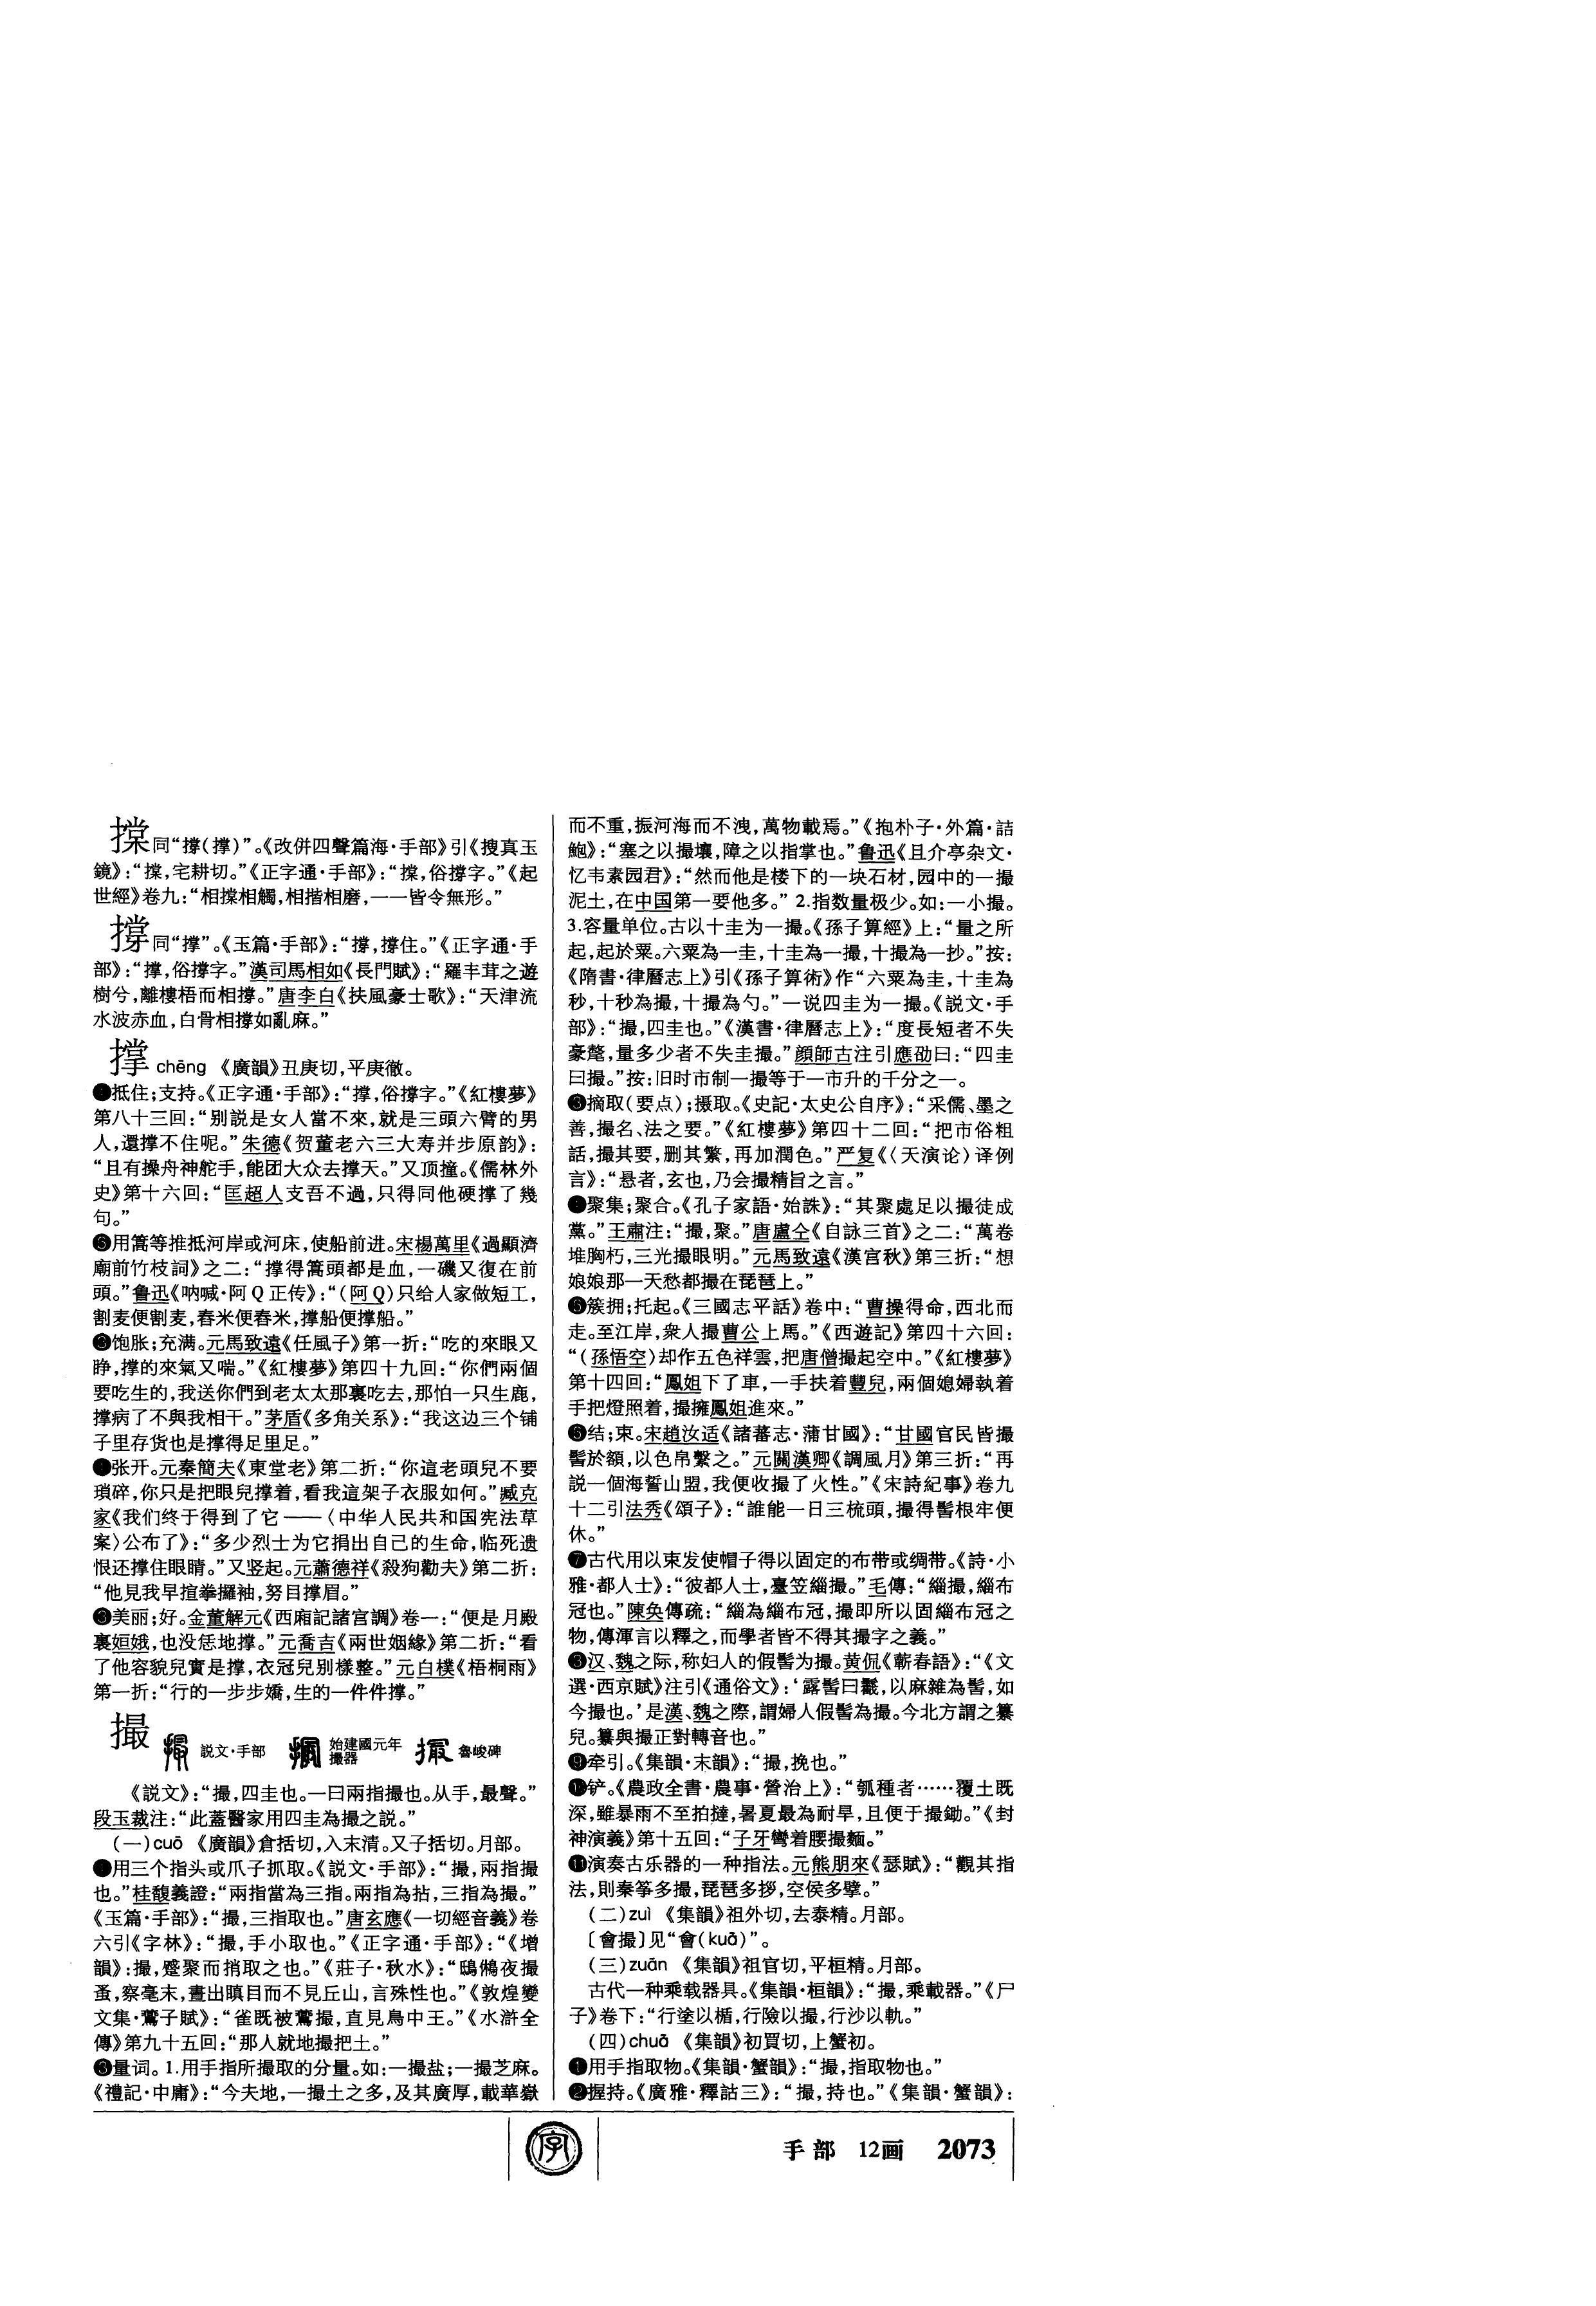 撑同“撐(撑)”。《改併四聲篇海·手部》引《搜真玉
鏡》:“㨃,宅耕切。”《正字通·手部》:“㨃,俗撐字。”《起
世經》卷九:“相㨃相觸,相揩相磨,一一皆令無形。”
撐同“撑”。《玉篇·手部》:“撐,撐住。”《正字通·手
部》:“撐,俗撐字。”漢司馬相如《長門賦》:“羅丰茸之遊
樹兮,離樓梧而相撐。”唐李白《扶風豪士歌》:“天津流
水波赤血,白骨相撐如亂麻。”
撑 chēng 《廣韻》丑庚切,平庚徹。
❶抵住;支持。《正字通·手部》:“撑,俗撐字。”《紅樓夢》
第八十三回:“别説是女人當不來,就是三頭六臂的男
人,還撑不住呢。”朱德《贺董老六三大寿并步原韵》:
“且有操舟神舵手,能团大众去撑天。”又顶撞。《儒林外
史》第十六回:“匡超人支吾不過,只得同他硬撑了幾
句。”
❷用篙等推抵河岸或河床,使船前进。宋楊萬里《過顯濟
廟前竹枝詞》之二:“撑得篙頭都是血,一磯又復在前
頭。”鲁迅《呐喊·阿Q正传》:“(阿Q)只给人家做短工,
割麦便割麦,舂米便舂米,撑船便撑船。”
❸饱胀;充满。元馬致遠《任風子》第一折:“吃的來眼又
睁,撑的來氣又喘。”《紅樓夢》第四十九回:“你們兩個
要吃生的,我送你們到老太太那裏吃去,那怕一只生鹿,
撑病了不與我相干。”茅盾《多角关系》:“我这边三个铺
子里存货也是撑得足里足。”
❹张开。元秦簡夫《東堂老》第二折:“你這老頭兒不要
瑣碎,你只是把眼兒撑着,看我這架子衣服如何。”臧克
家《我们终于得到了它——〈中华人民共和国宪法草
案〉公布了》:“多少烈士为它捐出自己的生命,临死遗
恨还撑住眼睛。”又竖起。元蕭德祥《殺狗勸夫》第二折:
“他見我早揎拳攞袖,努目撑眉。”
❺美丽;好。金董解元《西廂記諸宫調》卷一:“便是月殿
裏姮娥,也没恁地撑。”元喬吉《兩世姻緣》第二折:“看
了他容貌兒實是撑,衣冠兒别樣整。”元白樸《梧桐雨》
第一折:“行的一步步嬌,生的一件件撑。”
撮 説文·手部 始建國元年撮器 魯峻碑
《説文》:“撮,四圭也。一曰兩指撮也。从手,最聲。”
段玉裁注:“此蓋醫家用四圭為撮之説。”
(一)cuō 《廣韻》倉括切,入末清。又子括切。月部。
❶用三个指头或爪子抓取。《説文·手部》:“撮,兩指撮
也。”桂馥義證:“兩指當為三指。兩指為拈,三指為撮。”
《玉篇·手部》:“撮,三指取也。”唐玄應《一切經音義》卷
六引《字林》:“撮,手小取也。”《正字通·手部》:“《增
韻》:撮,蹙聚而捎取之也。”《莊子·秋水》:“鴟鵂夜撮
蚤,察毫末,晝出瞋目而不見丘山,言殊性也。”《敦煌變
文集·鷰子賦》:“雀既被鷰撮,直見鳥中王。”《水滸全
傳》第九十五回:“那人就地撮把土。”
❷量词。1.用手指所撮取的分量。如:一撮盐;一撮芝麻。
《禮記·中庸》:“今夫地,一撮土之多,及其廣厚,載華嶽
而不重,振河海而不洩,萬物載焉。”《抱朴子·外篇·詰
鮑》:“塞之以撮壤,障之以指掌也。”鲁迅《且介亭杂文·
忆韦素园君》:“然而他是楼下的一块石材,园中的一撮
泥土,在中国第一要他多。”2.指数量极少。如:一小撮。
3.容量单位。古以十圭为一撮。《孫子算經》上:“量之所
起,起於粟。六粟為一圭,十圭為一撮,十撮為一抄。”按:
《隋書·律曆志上》引《孫子算術》作“六粟為圭,十圭為
秒,十秒為撮,十撮為勺。”一说四圭为一撮。《説文·手
部》:“撮,四圭也。”《漢書·律曆志上》:“度長短者不失
豪氂,量多少者不失圭撮。”顔師古注引應劭曰:“四圭
曰撮。”按:旧时市制一撮等于一市升的千分之一。
❸摘取(要点);摄取。《史記·太史公自序》:“采儒、墨之
善,撮名、法之要。”《紅樓夢》第四十二回:“把市俗粗
話,撮其要,删其繁,再加潤色。”严复《〈天演论〉译例
言》:“悬者,玄也,乃会撮精旨之言。”
❹聚集;聚合。《孔子家語·始誅》:“其聚處足以撮徒成
黨。”王肅注:“撮,聚。”唐盧仝《自詠三首》之二:“萬卷
堆胸朽,三光撮眼明。”元馬致遠《漢宫秋》第三折:“想
娘娘那一天愁都撮在琵琶上。”
❺簇拥;托起。《三國志平話》卷中:“曹操得命,西北而
走。至江岸,衆人撮曹公上馬。”《西遊記》第四十六回:
“(孫悟空)却作五色祥雲,把唐僧撮起空中。”《紅樓夢》
第十四回:“鳳姐下了車,一手扶着豐兒,兩個媳婦執着
手把燈照着,撮擁鳳姐進來。”
❻结;束。宋趙汝适《諸蕃志·蒲甘國》:“甘國官民皆撮
髻於額,以色帛繫之。”元關漢卿《調風月》第三折:“再
説一個海誓山盟,我便收撮了火性。”《宋詩紀事》卷九
十二引法秀《頌子》:“誰能一日三梳頭,撮得髻根牢便
休。”
❼古代用以束发使帽子得以固定的布带或绸带。《詩·小
雅·都人士》:“彼都人士,臺笠緇撮。”毛傳:“緇撮,緇布
冠也。”陳奂傳疏:“緇為緇布冠,撮即所以固緇布冠之
物,傳渾言以釋之,而學者皆不得其撮字之義。”
❽汉、魏之际,称妇人的假髻为撮。黄侃《蘄春語》:“《文
選·西京賦》注引《通俗文》:‘露髻曰鬠,以麻雜為髻,如
今撮也。’是漢、魏之際,謂婦人假髻為撮。今北方謂之纂
兒。纂與撮正對轉音也。”
❾牵引。《集韻·末韻》:“撮,挽也。”
❿铲。《農政全書·農事·營治上》:“瓠種者……覆土既
深,雖暴雨不至拍撻,暑夏最為耐旱,且便于撮鋤。”《封
神演義》第十五回:“子牙彎着腰撮麵。”
⓫演奏古乐器的一种指法。元熊朋來《瑟賦》:“觀其指
法,則秦筝多撮,琵琶多拶,空侯多擘。”
(二)zuì 《集韻》祖外切,去泰精。月部。
〔會撮〕见“會(kuā)”。
(三)zuān 《集韻》祖官切,平桓精。月部。
古代一种乘载器具。《集韻·桓韻》:“撮,乘載器。”《尸
子》卷下:“行塗以楯,行險以撮,行沙以軌。”
(四)chuā 《集韻》初買切,上蟹初。
❶用手指取物。《集韻·蟹韻》:“撮,指取物也。”
❷握持。《廣雅·釋詁三》:“撮,持也。”《集韻·蟹韻》:
字
手部 12画 2073